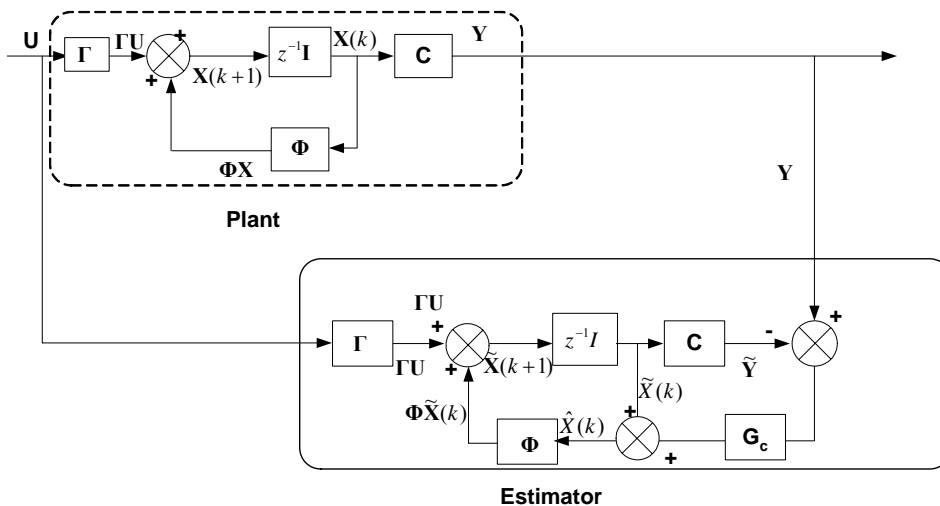 U
Γ
ΓU
+
+
X(k+1)
z⁻¹I
X(k)
C
Y
Φ
ΦX
Plant
Y
ΓU
Γ
ΓU
+
+
X̃(k+1)
z⁻¹I
C
-
+
Ỹ
X̃(k)
ΦX̃(k)
Φ
X̂(k)
+
+
G_c
Estimator